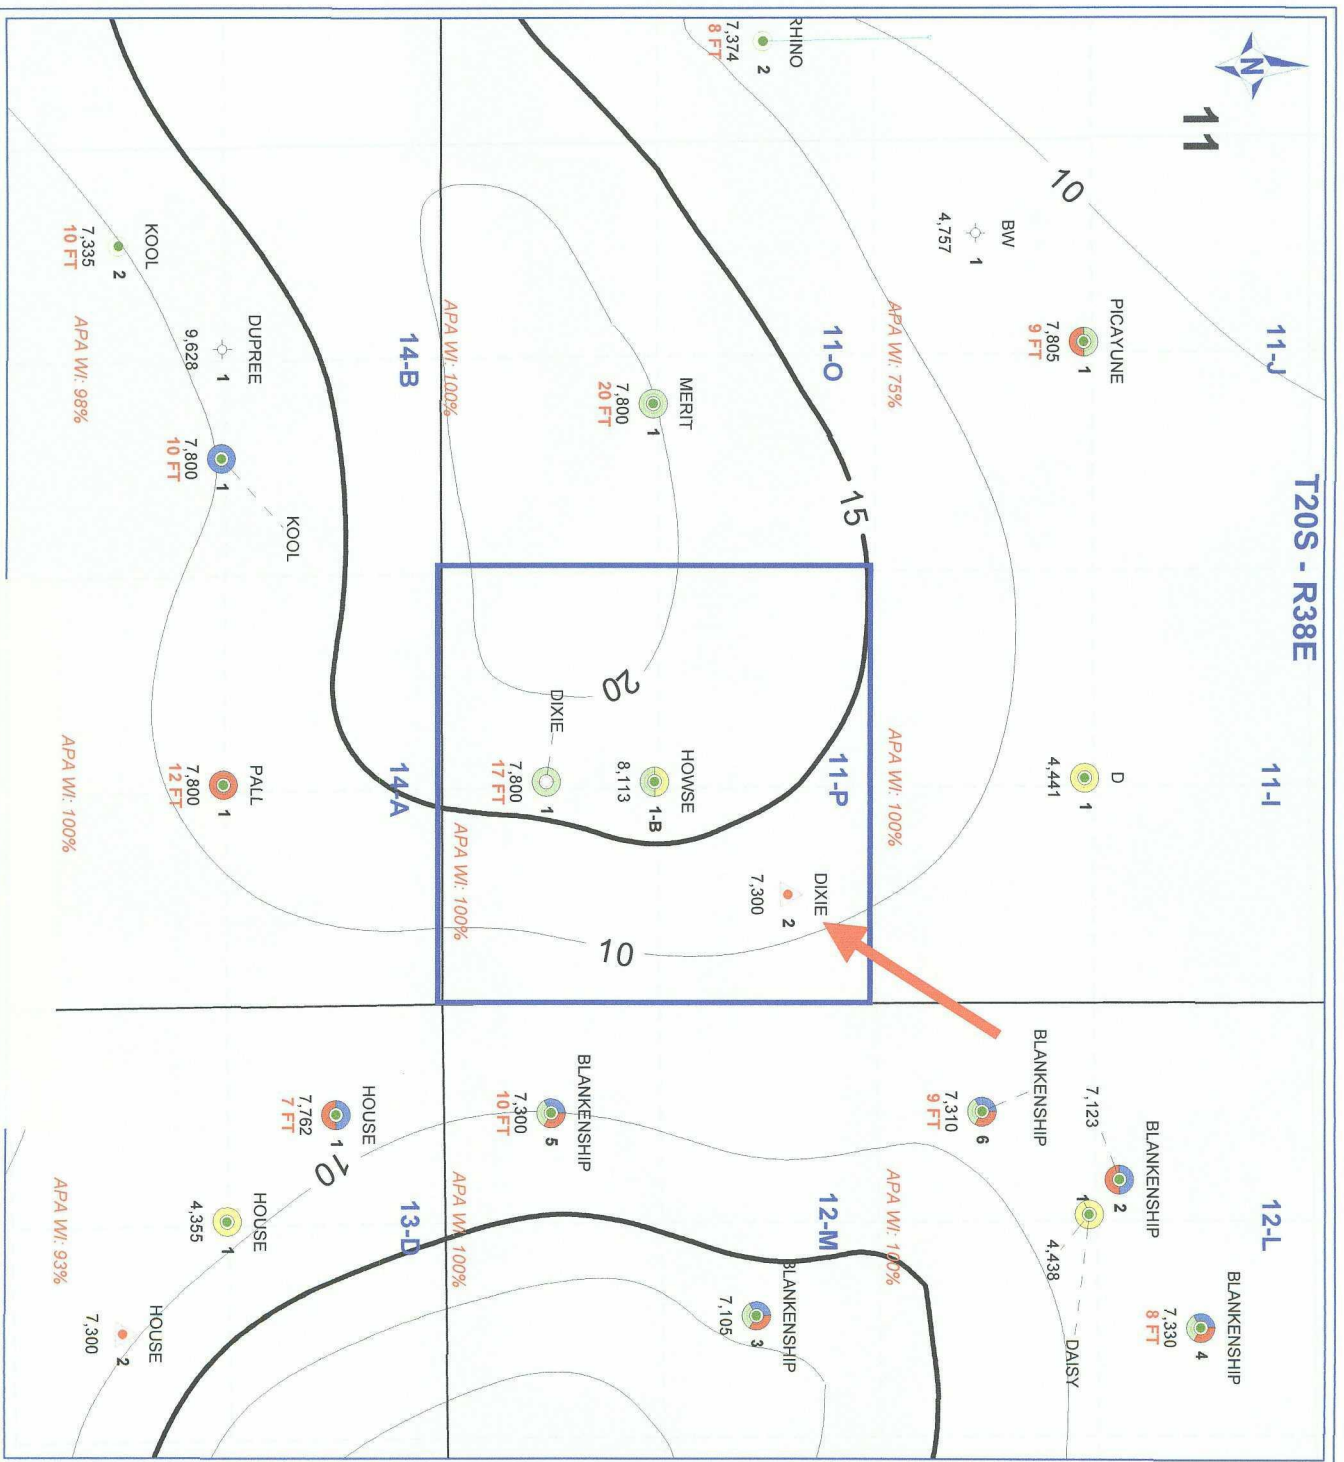 T20S - R38E
N
11
11-J
11-I
12-L
10
PICAYUNE
1
7,805
9 FT
BW
1
4,757
D
1
4,441
BLANKENSHIP
4
7,330
8 FT
BLANKENSHIP
2
7,123
1
4,438
DAISY
BLANKENSHIP
6
7,310
9 FT
RHINO
2
7,374
8 FT
APA WI: 75%
APA WI: 100%
APA WI: 100%
11-O
11-P
12-M
15
DIXIE
2
7,300
BLANKENSHIP
3
7,105
MERIT
1
7,800
20 FT
HOWSE
1-B
8,113
20
10
DIXIE
1
7,800
17 FT
BLANKENSHIP
5
7,300
10 FT
APA WI: 100%
APA WI: 100%
APA WI: 100%
14-B
14-A
13-D
HOUSE
1
7,762
7 FT
10
KOOL
DUPREE
1
9,628
1
7,800
10 FT
PALL
1
7,800
12 FT
HOUSE
1
4,355
KOOL
2
7,335
10 FT
HOUSE
2
7,300
APA WI: 98%
APA WI: 100%
APA WI: 93%